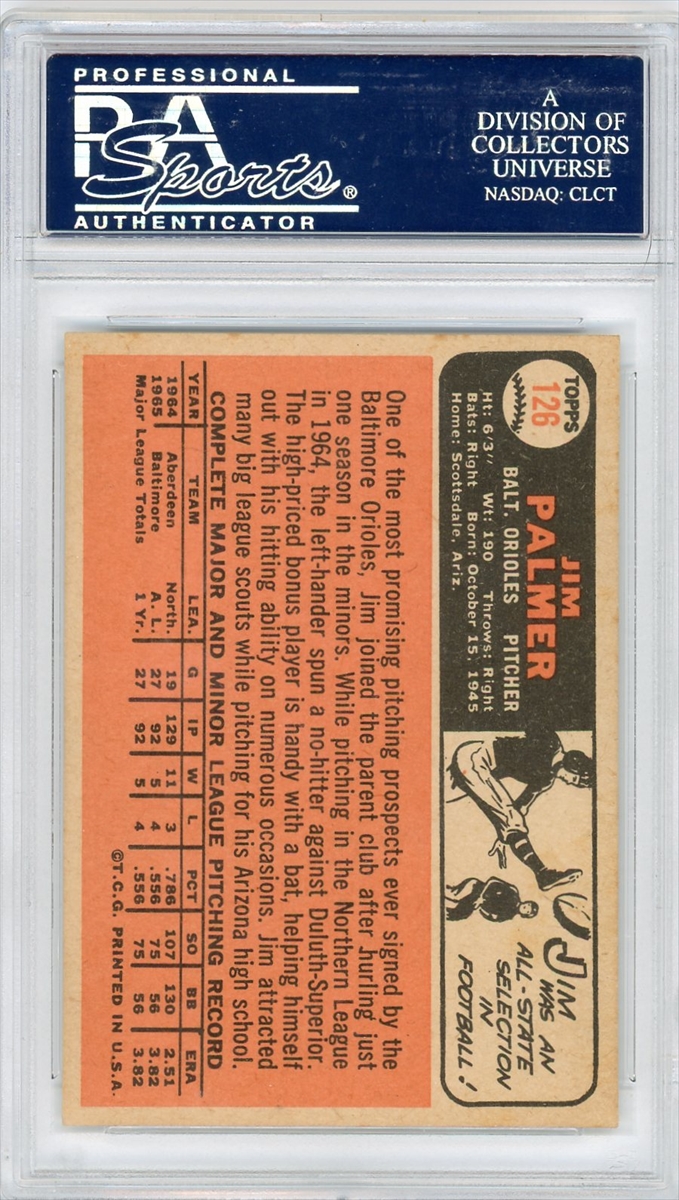 PROFESSIONAL
PSA
Sports®
AUTHENTICATOR
A
DIVISION OF
COLLECTORS
UNIVERSE
NASDAQ: CLCT
TOPPS
126
JIM
PALMER
BALT. ORIOLES PITCHER
Ht: 6'3" Wt: 190 Throws: Right
Bats: Right Born: October 15, 1945
Home: Scottsdale, Ariz.
JIM
WAS AN
ALL-STATE
SELECTION
IN
FOOTBALL!
One of the most promising pitching prospects ever signed by the
Baltimore Orioles, Jim joined the parent club after hurling just
one season in the minors. While pitching in the Northern League
in 1964, the left-hander spun a no-hitter against Duluth-Superior.
The high-priced bonus player is handy with a bat, helping himself
out with his hitting ability on numerous occasions. Jim attracted
many big league scouts while pitching for his Arizona high school.
COMPLETE MAJOR AND MINOR LEAGUE PITCHING RECORD
YEAR TEAM LEA. G IP W L PCT SO BB ERA
1964 Aberdeen North 19 129 11 3 .786 107 130 2.51
1965 Baltimore A. L. 27 92 5 4 .556 75 56 3.82
Major League Totals 1 Yr. 27 92 5 4 .556 75 56 3.82
©T.C.G. PRINTED IN U.S.A.